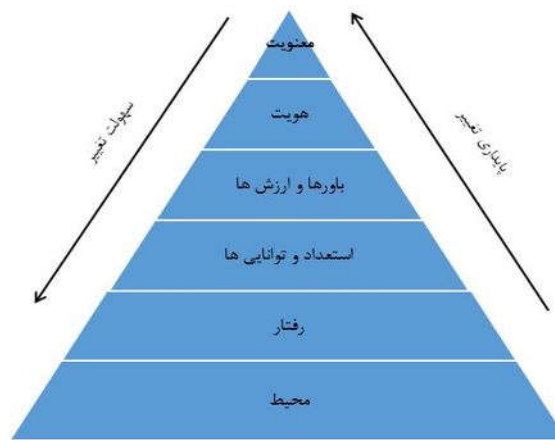 معنویت
هویت
باورها و ارزش ها
استعداد و توانایی ها
رفتار
محیط
سهولت تغییر
پایداری تغییر